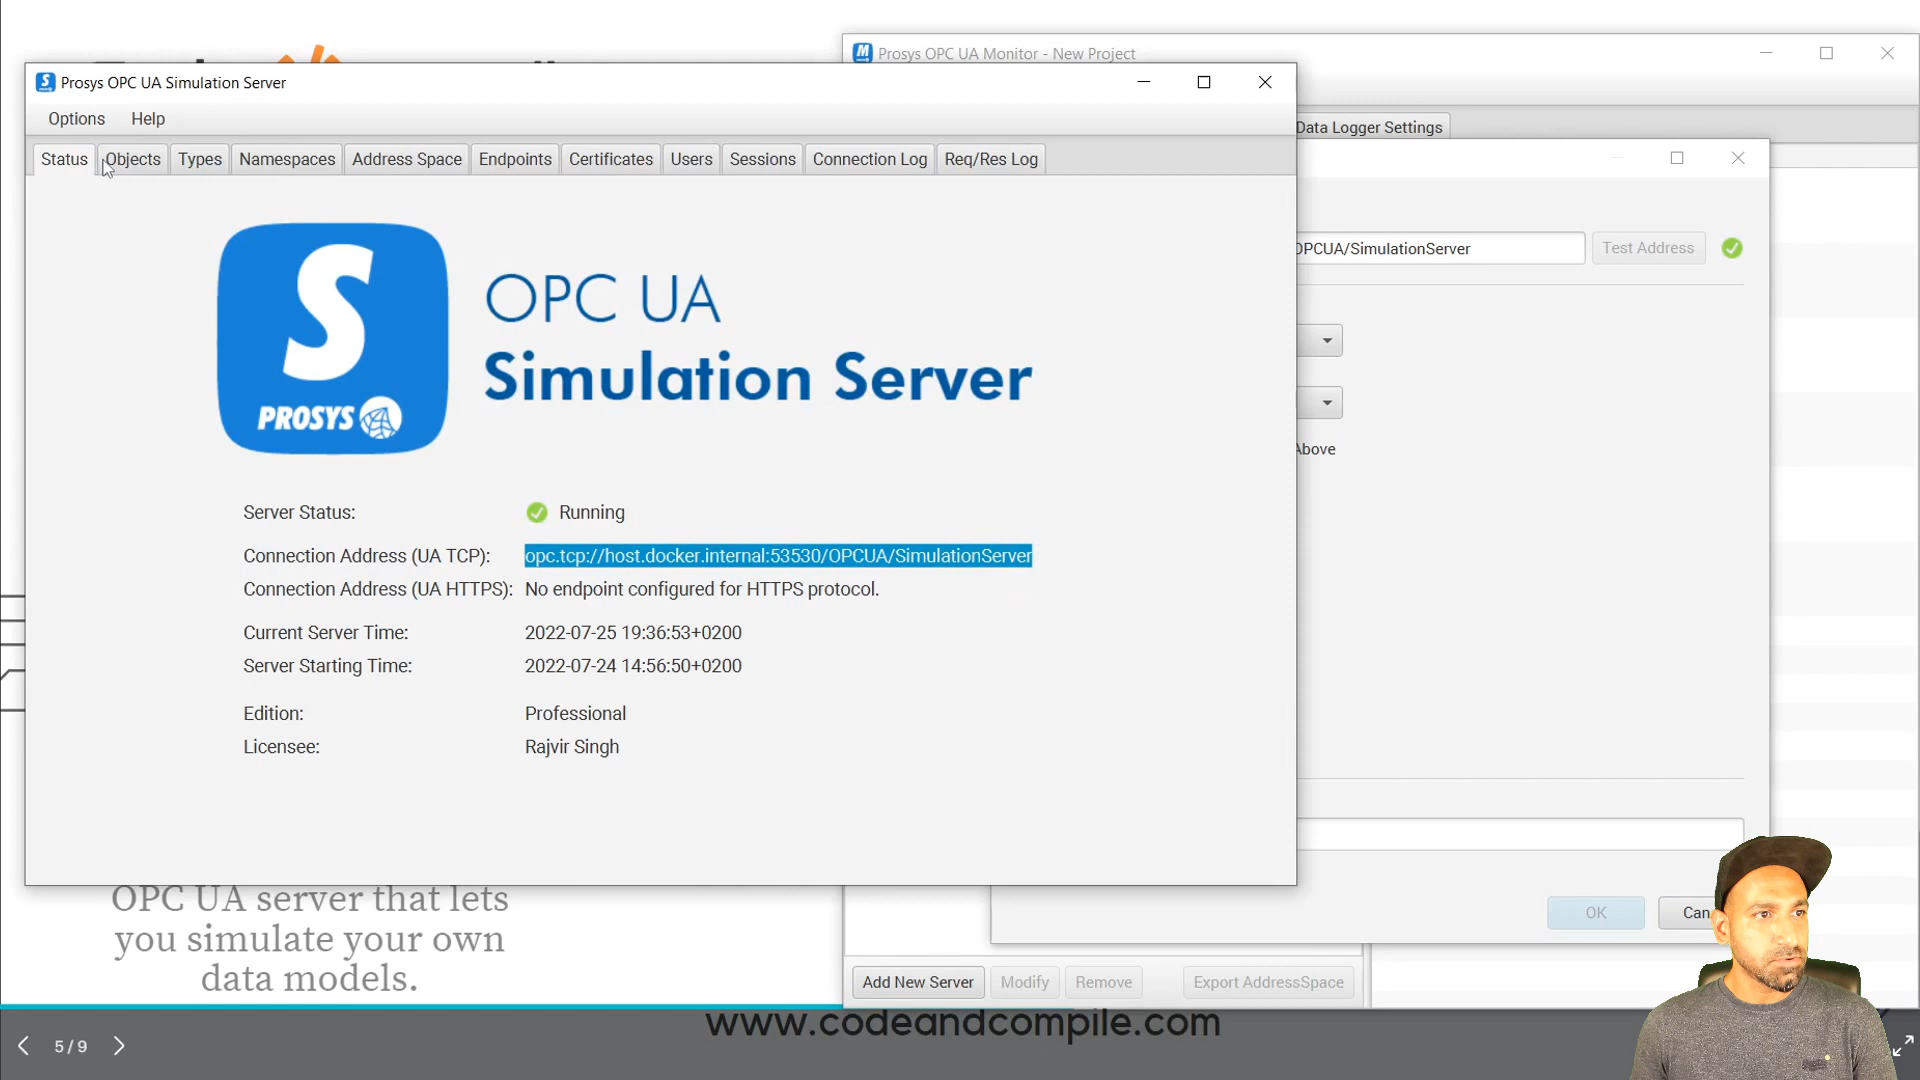 Prosys OPC UA Monitor - New Project
Prosys OPC UA Simulation Server
Options Help
Data Logger Settings
Status Objects Types Namespaces Address Space Endpoints Certificates Users Sessions Connection Log Req/Res Log
OPCUA/SimulationServer Test Address
S
PROSYS
OPC UA
Simulation Server
Above
Server Status: Running
Connection Address (UA TCP): opc.tcp://host.docker.internal:53530/OPCUA/SimulationServer
Connection Address (UA HTTPS): No endpoint configured for HTTPS protocol.
Current Server Time: 2022-07-25 19:36:53+0200
Server Starting Time: 2022-07-24 14:56:50+0200
Edition: Professional
Licensee: Rajvir Singh
OPC UA server that lets
you simulate your own
data models.
OK Can
Add New Server Modify Remove Export AddressSpace
www.codeandcompile.com
5 / 9